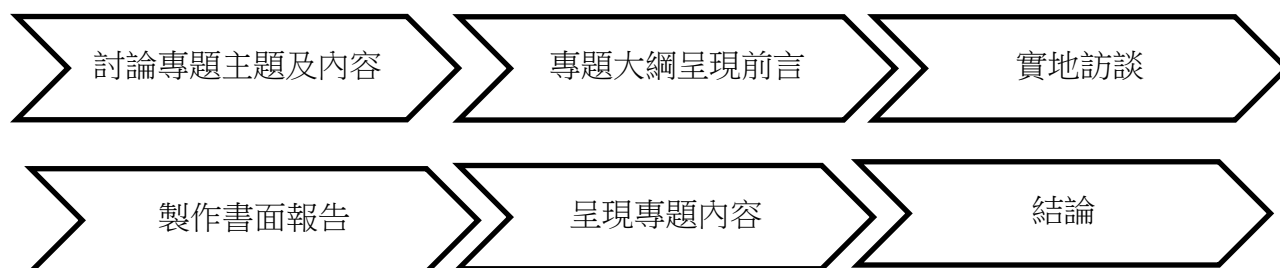 討論專題主題及內容
專題大綱呈現前言
實地訪談
製作書面報告
呈現專題內容
結論